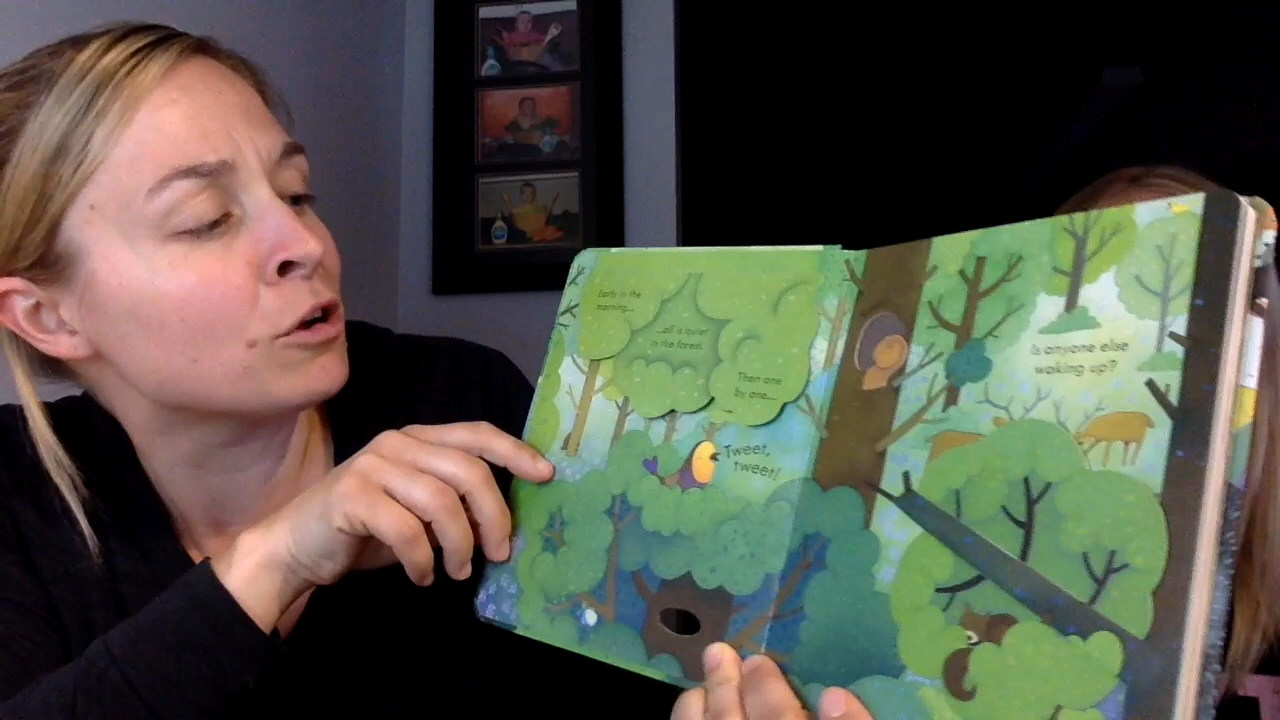 Early in the
morning...
...all is quiet
in the forest.
Then one
by one...
Tweet,
tweet!
Is anyone else
waking up?